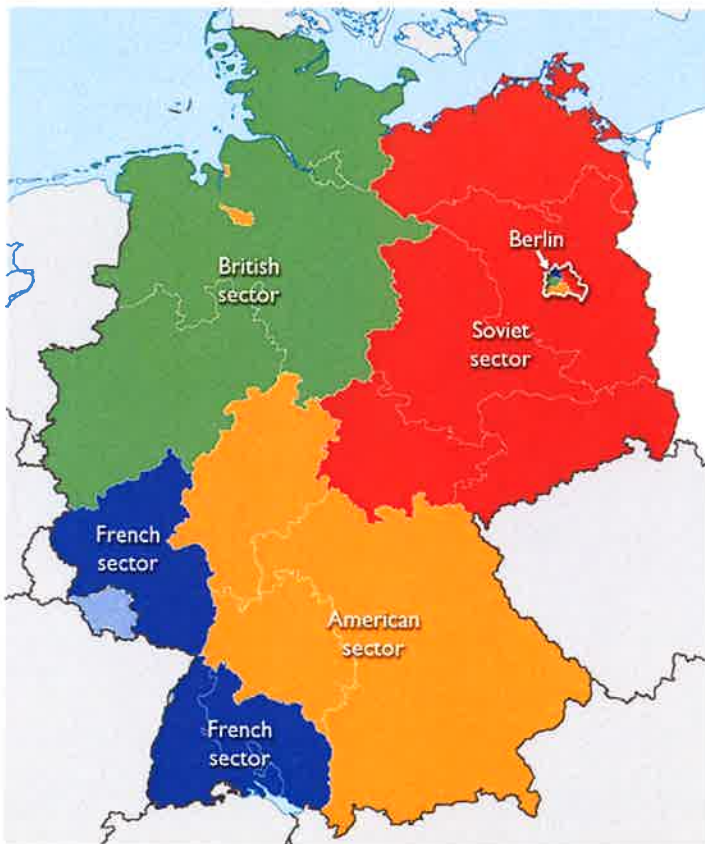 Berlin
British
sector
Soviet
sector
French
sector
American
sector
French
sector